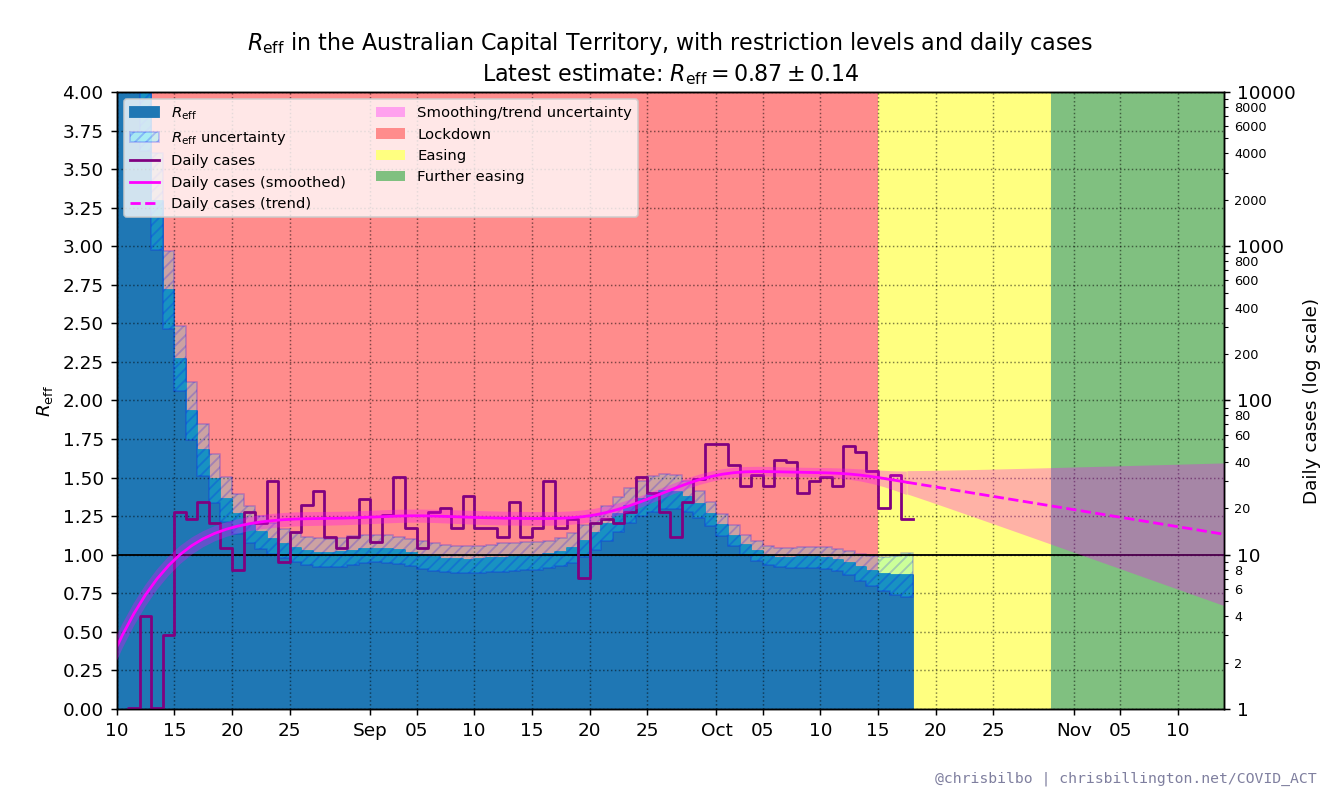 Reff in the Australian Capital Territory, with restriction levels and daily cases
Latest estimate: Reff = 0.87 ± 0.14
Reff
Reff uncertainty
Daily cases
Daily cases (smoothed)
Daily cases (trend)
Smoothing/trend uncertainty
Lockdown
Easing
Further easing
Reff
4.00
3.75
3.50
3.25
3.00
2.75
2.50
2.25
2.00
1.75
1.50
1.25
1.00
0.75
0.50
0.25
0.00
10000
8000
6000
4000
2000
1000
800
600
400
200
100
80
60
40
20
10
8
6
4
2
1
Daily cases (log scale)
10 15 20 25 Sep 05 10 15 20 25 Oct 05 10 15 20 25 Nov 05 10
@chrisbilbo | chrisbillington.net/COVID_ACT